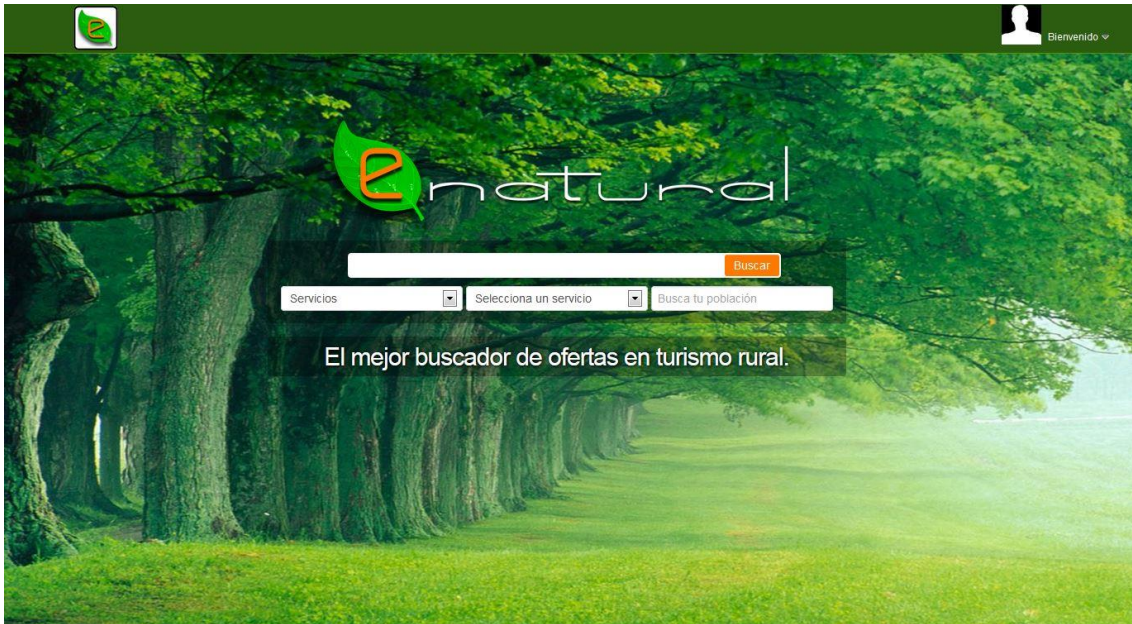 e
Bienvenido
enatural
Buscar
Servicios
Selecciona un servicio
Busca tu población
El mejor buscador de ofertas en turismo rural.